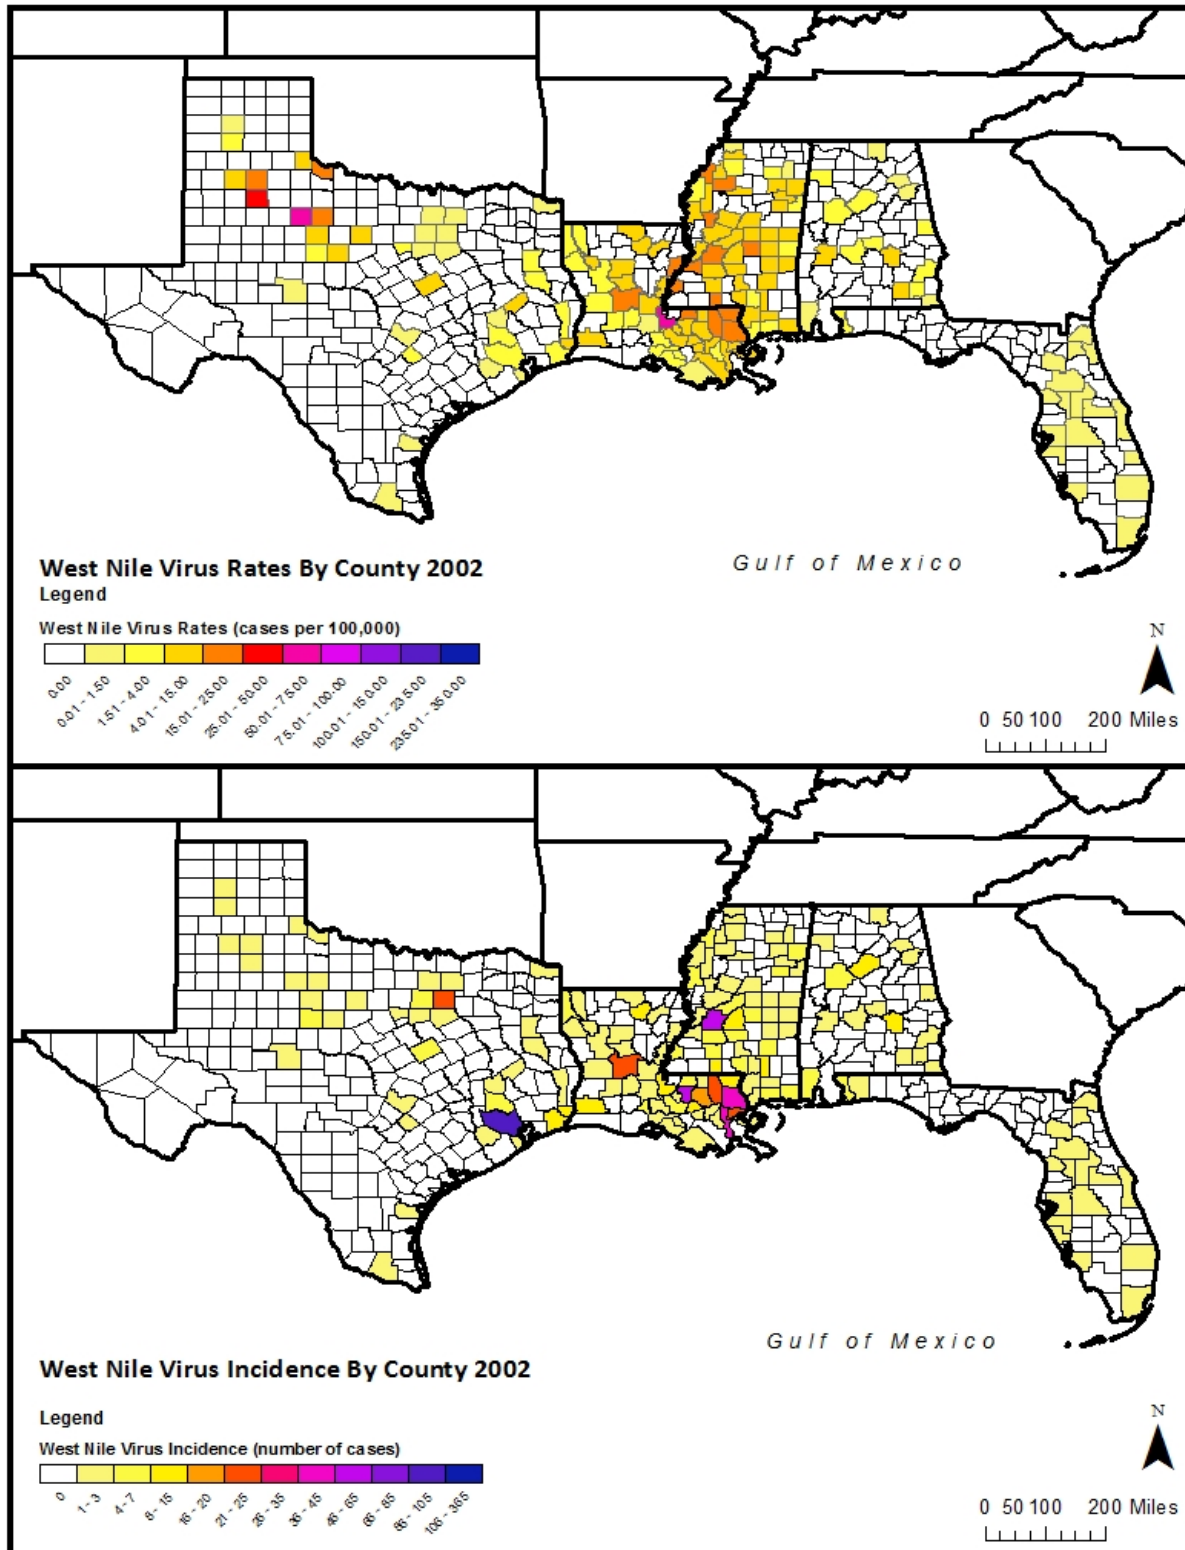 Gulf of Mexico
West Nile Virus Rates By County 2002
Legend
West Nile Virus Rates (cases per 100,000)
0.00
0.01 - 1.50
1.51 - 4.00
4.01 - 15.00
15.01 - 25.00
25.01 - 50.00
50.01 - 75.00
75.01 - 100.00
100.01 - 150.00
150.01 - 235.00
235.01 - 350.00
N
0 50 100 200 Miles
Gulf of Mexico
West Nile Virus Incidence By County 2002
Legend
West Nile Virus Incidence (number of cases)
0
1 - 3
4 - 7
8 - 15
16 - 20
21 - 25
26 - 35
36 - 45
46 - 65
66 - 85
86 - 105
106 - 365
N
0 50 100 200 Miles